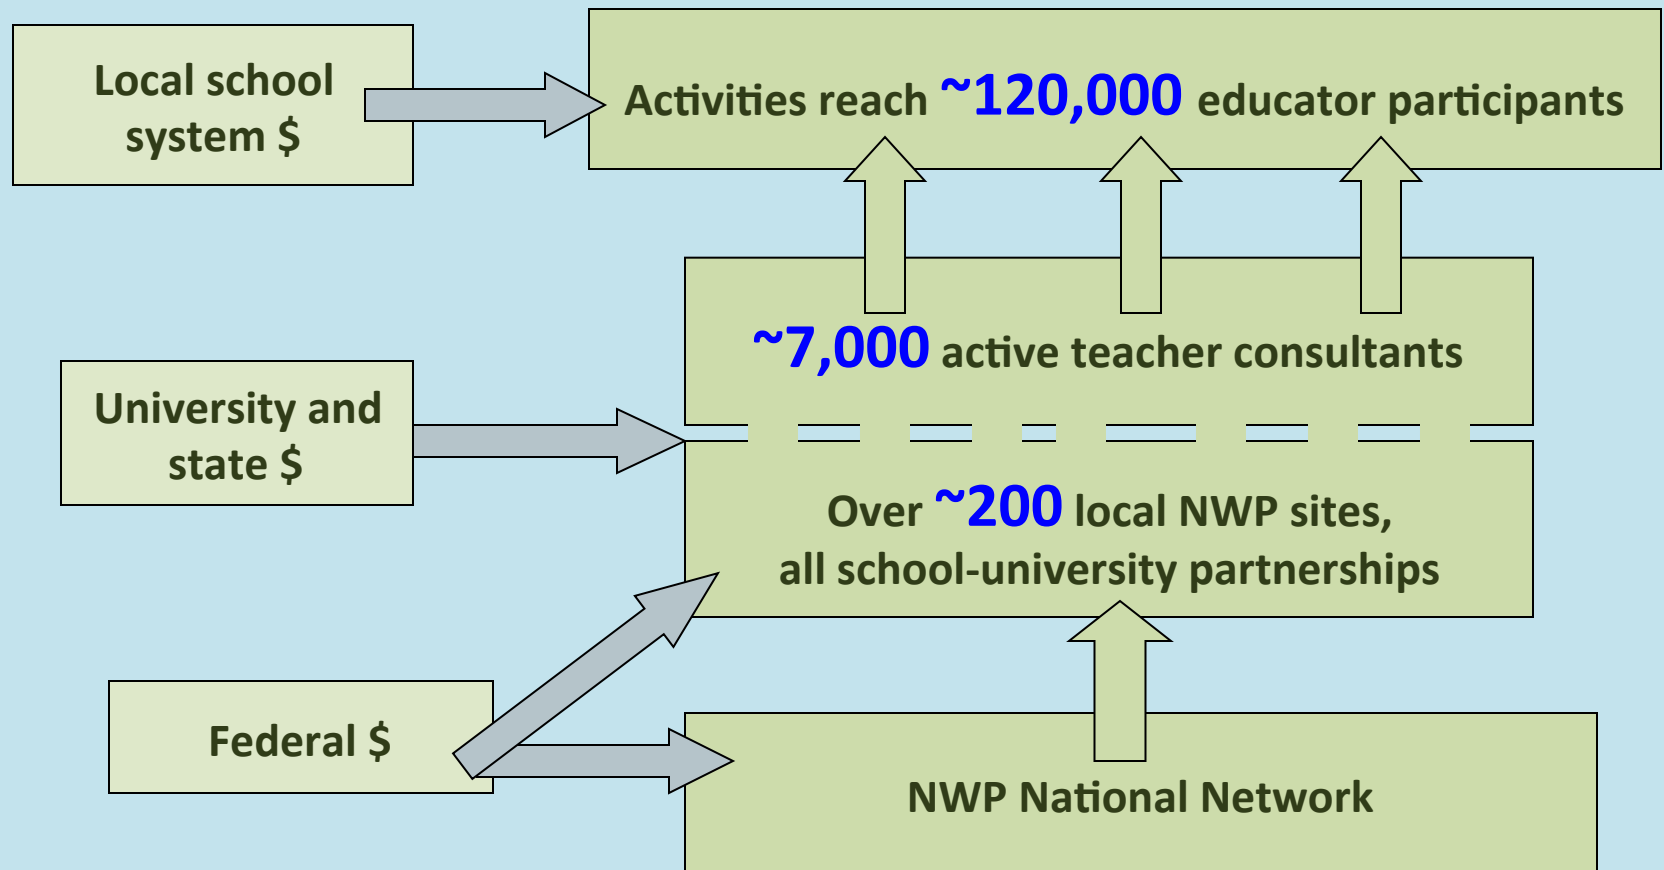 Local school
system $
Activities reach ~120,000 educator participants
~7,000 active teacher consultants
University and
state $
Over ~200 local NWP sites,
all school-university partnerships
Federal $
NWP National Network